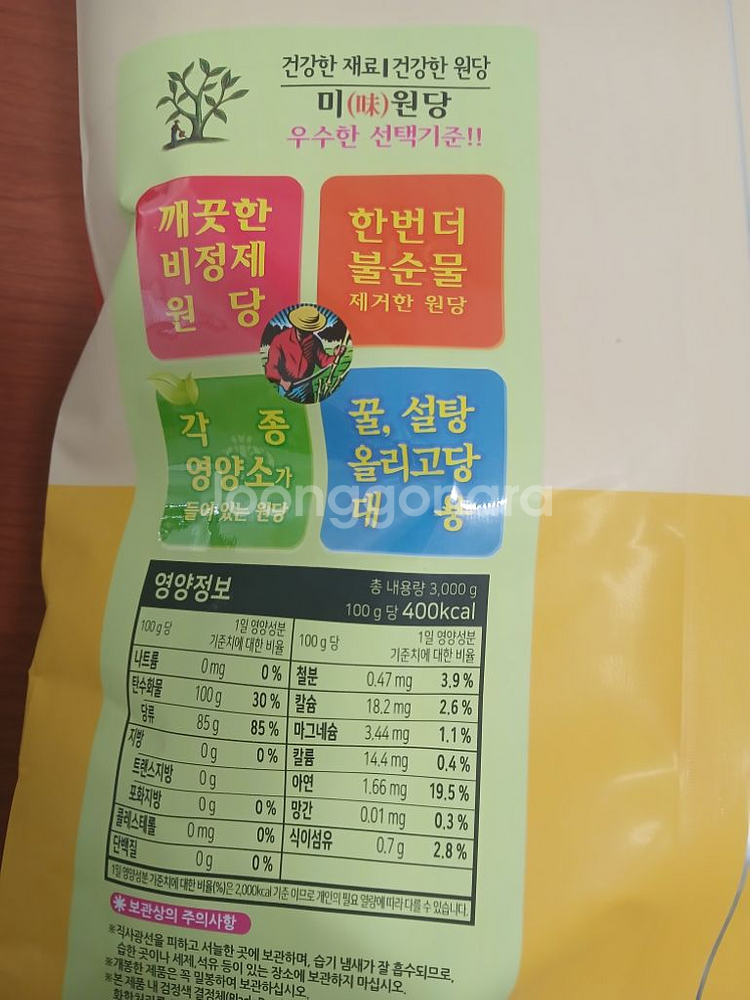 건강한 재료|건강한 원당
미(味)원당
우수한 선택기준!!
깨끗한
비정제
원 당
한번더
불순물
제거한 원당
각 종
영양소가
들어있는 원당
꿀, 설탕
올리고당
대 용
Joonggonara
영양정보
총 내용량 3,000 g
100 g 당 400kcal
100 g 당 1일 영양성분 기준치에 대한 비율
나트륨 0 mg 0 %
탄수화물 100 g 30 %
당류 85 g 85 %
지방 0 g 0 %
트랜스지방 0 g
포화지방 0 g 0 %
콜레스테롤 0 mg 0%
단백질 0 g 0 %
100 g 당 1일 영양성분 기준치에 대한 비율
철분 0.47 mg 3.9 %
칼슘 18.2 mg 2.6 %
마그네슘 3.44 mg 1.1 %
칼륨 14.4 mg 0.4 %
아연 1.66 mg 19.5 %
망간 0.01 mg 0.3 %
식이섬유 0.7 g 2.8 %
1일 영양성분 기준치에 대한 비율(%)은 2,000kcal 기준 이므로 개인의 필요 열량에 따라 다를 수 있습니다.
보관상의 주의사항
※직사광선을 피하고 서늘한 곳에 보관하며, 습기 냄새가 잘 흡수되므로,
습한 곳이나 세제,석유 등이 있는 장소에 보관하지 마십시오.
※개봉한 제품은 꼭 밀봉하여 보관하십시오.
※본 제품 내 검정색 결정체